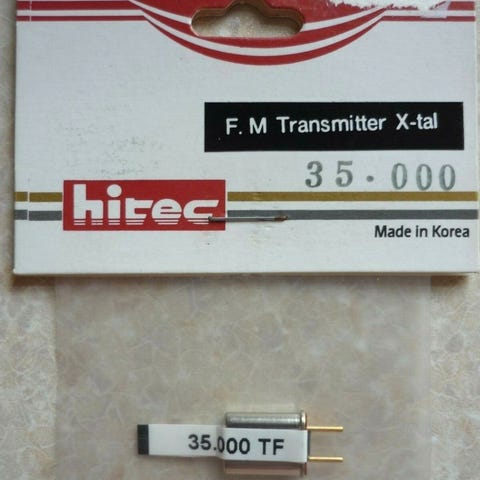 F.M Transmitter X-tal
35.000
hitec
Made in Korea
35.000 TF